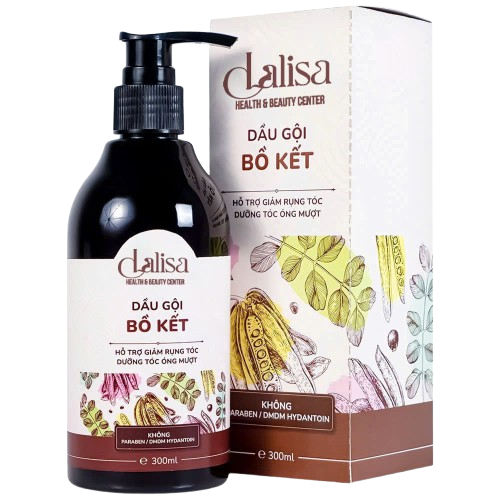 Lalisa
HEALTH & BEAUTY CENTER
DẦU GỘI
BỒ KẾT
HỖ TRỢ GIẢM RỤNG TÓC
DƯỠNG TÓC ÓNG MƯỢT
KHÔNG
PARABEN / DMDM HYDANTOIN
℮ 300ml
Lalisa
HEALTH & BEAUTY CENTER
DẦU GỘI
BỒ KẾT
HỖ TRỢ GIẢM RỤNG TÓC
DƯỠNG TÓC ÓNG MƯỢT
KHÔNG
PARABEN / DMDM HYDANTOIN
℮ 300ml